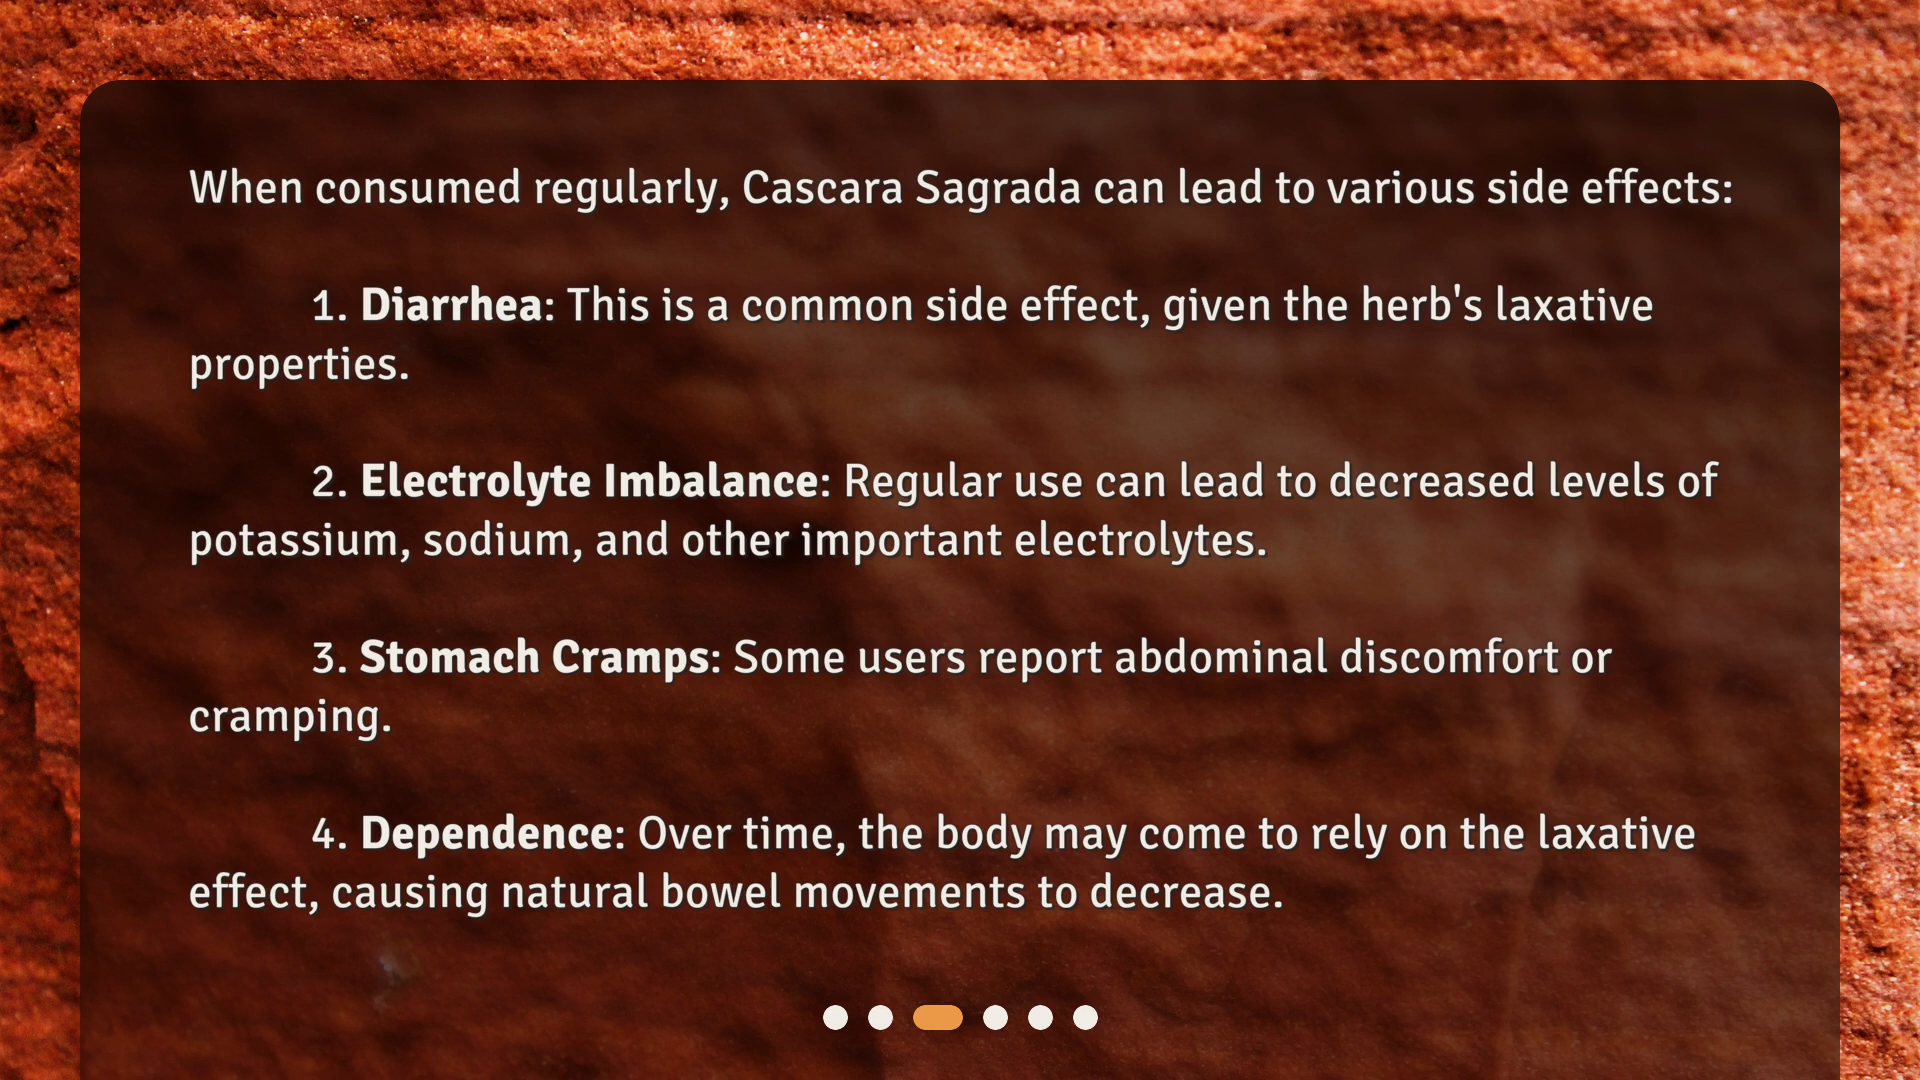 When consumed regularly, Cascara Sagrada can lead to various side effects:
1. Diarrhea: This is a common side effect, given the herb's laxative
properties.
2. Electrolyte Imbalance: Regular use can lead to decreased levels of
potassium, sodium, and other important electrolytes.
3. Stomach Cramps: Some users report abdominal discomfort or
cramping.
4. Dependence: Over time, the body may come to rely on the laxative
effect, causing natural bowel movements to decrease.